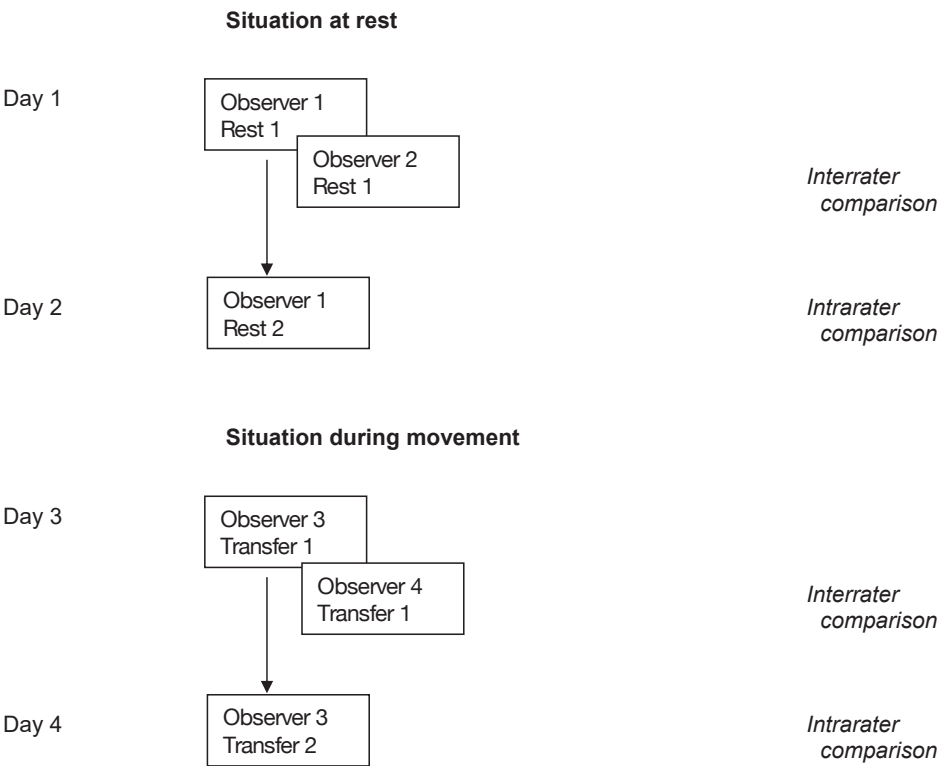 Situation at rest
Day 1
Observer 1
Rest 1
Observer 2
Rest 1
Interrater
comparison
Day 2
Observer 1
Rest 2
Intrarater
comparison
Situation during movement
Day 3
Observer 3
Transfer 1
Observer 4
Transfer 1
Interrater
comparison
Day 4
Observer 3
Transfer 2
Intrarater
comparison